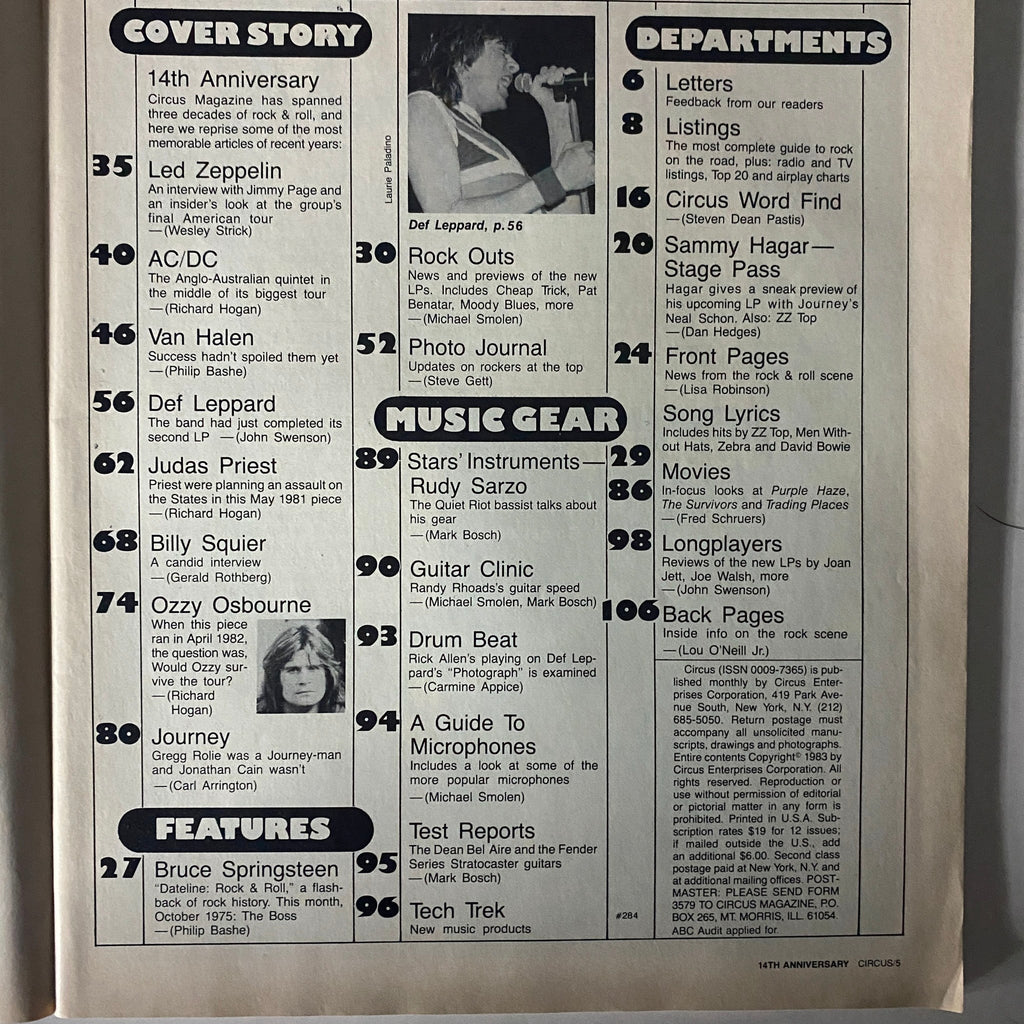 COVER STORY
14th Anniversary
Circus Magazine has spanned
three decades of rock & roll, and
here we reprise some of the most
memorable articles of recent years:
35 Led Zeppelin
An interview with Jimmy Page and
an insider's look at the group's
final American tour
—(Wesley Strick)
40 AC/DC
The Anglo-Australian quintet in
the middle of its biggest tour
—(Richard Hogan)
46 Van Halen
Success hadn't spoiled them yet
—(Philip Bashe)
56 Def Leppard
The band had just completed its
second LP —(John Swenson)
62 Judas Priest
Priest were planning an assault on
the States in this May 1981 piece
—(Richard Hogan)
68 Billy Squier
A candid interview
—(Gerald Rothberg)
74 Ozzy Osbourne
When this piece
ran in April 1982,
the question was,
Would Ozzy sur-
vive the tour?
—(Richard
Hogan)
80 Journey
Gregg Rolie was a Journey-man
and Jonathan Cain wasn't
—(Carl Arrington)
FEATURES
27 Bruce Springsteen
"Dateline: Rock & Roll," a flash-
back of rock history. This month,
October 1975: The Boss
—(Philip Bashe)
Laurie Paladino
Def Leppard, p. 56
30 Rock Outs
News and previews of the new
LPs. Includes Cheap Trick, Pat
Benatar, Moody Blues, more
—(Michael Smolen)
52 Photo Journal
Updates on rockers at the top
—(Steve Gett)
MUSIC GEAR
89 Stars' Instruments—
Rudy Sarzo
The Quiet Riot bassist talks about
his gear
—(Mark Bosch)
90 Guitar Clinic
Randy Rhoads's guitar speed
—(Michael Smolen, Mark Bosch)
93 Drum Beat
Rick Allen's playing on Def Lep-
pard's "Photograph" is examined
—(Carmine Appice)
94 A Guide To
Microphones
Includes a look at some of the
more popular microphones
—(Michael Smolen)
Test Reports
The Dean Bel Aire and the Fender
95 Series Stratocaster guitars
—(Mark Bosch)
96 Tech Trek
New music products
DEPARTMENTS
6 Letters
Feedback from our readers
8 Listings
The most complete guide to rock
on the road, plus: radio and TV
listings, Top 20 and airplay charts
16 Circus Word Find
—(Steven Dean Pastis)
20 Sammy Hagar—
Stage Pass
Hagar gives a sneak preview of
his upcoming LP with Journey's
Neal Schon. Also: ZZ Top
—(Dan Hedges)
24 Front Pages
News from the rock & roll scene
—(Lisa Robinson)
Song Lyrics
Includes hits by ZZ Top, Men With-
out Hats, Zebra and David Bowie
29
Movies
86 In-focus looks at Purple Haze,
The Survivors and Trading Places
—(Fred Schruers)
98 Longplayers
Reviews of the new LPs by Joan
Jett, Joe Walsh, more
—(John Swenson)
106 Back Pages
Inside info on the rock scene
—(Lou O'Neill Jr.)
Circus (ISSN 0009-7365) is pub-
lished monthly by Circus Enter-
prises Corporation, 419 Park Ave-
nue South, New York, N.Y. (212)
685-5050. Return postage must
accompany all unsolicited manu-
scripts, drawings and photographs.
Entire contents Copyright© 1983 by
Circus Enterprises Corporation. All
rights reserved. Reproduction or
use without permission of editorial
or pictorial matter in any form is
prohibited. Printed in U.S.A. Sub-
scription rates $19 for 12 issues;
if mailed outside the U.S., add
an additional $6.00. Second class
postage paid at New York, N.Y. and
at additional mailing offices. POST-
MASTER: PLEASE SEND FORM
3579 TO CIRCUS MAGAZINE, P.O.
BOX 265, MT. MORRIS, ILL. 61054.
ABC Audit applied for.
#284
14TH ANNIVERSARY CIRCUS/5